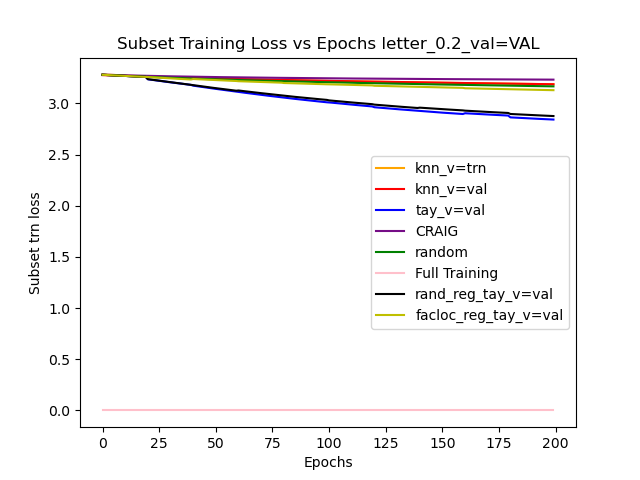 Subset Training Loss vs Epochs letter_0.2_val=VAL
Subset trn loss
3.0
2.5
2.0
1.5
1.0
0.5
0.0
knn_v=trn
knn_v=val
tay_v=val
CRAIG
random
Full Training
rand_reg_tay_v=val
facloc_reg_tay_v=val
0 25 50 75 100 125 150 175 200
Epochs